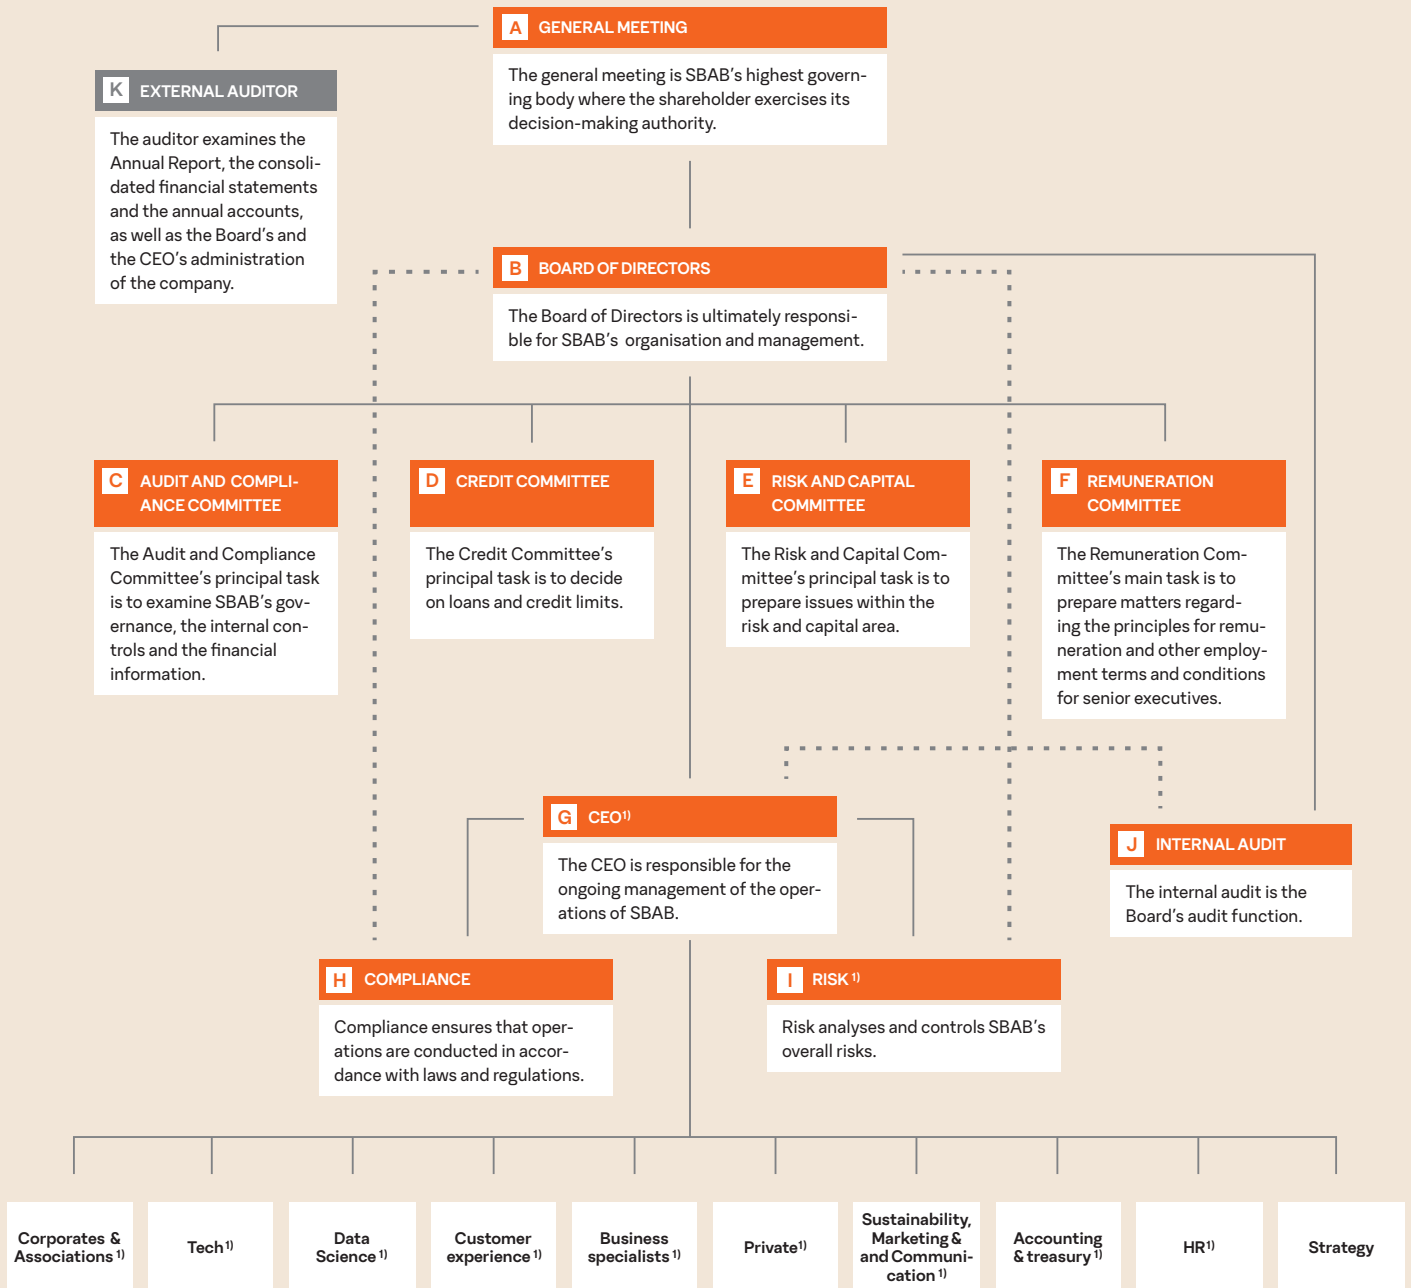 A GENERAL MEETING
The general meeting is SBAB's highest govern-
ing body where the shareholder exercises its
decision-making authority.
K EXTERNAL AUDITOR
The auditor examines the
Annual Report, the consoli-
dated financial statements
and the annual accounts,
as well as the Board's and
the CEO's administration
of the company.
B BOARD OF DIRECTORS
The Board of Directors is ultimately responsi-
ble for SBAB's organisation and management.
C AUDIT AND COMPLI-
ANCE COMMITTEE
The Audit and Compliance
Committee's principal task
is to examine SBAB's gov-
ernance, the internal con-
trols and the financial
information.
D CREDIT COMMITTEE
The Credit Committee's
principal task is to decide
on loans and credit limits.
E RISK AND CAPITAL
COMMITTEE
The Risk and Capital Com-
mittee's principal task is to
prepare issues within the
risk and capital area.
F REMUNERATION
COMMITTEE
The Remuneration Com-
mittee's main task is to
prepare matters regard-
ing the principles for remu-
neration and other employ-
ment terms and conditions
for senior executives.
G CEO1)
The CEO is responsible for the
ongoing management of the oper-
ations of SBAB.
J INTERNAL AUDIT
The internal audit is the
Board's audit function.
H COMPLIANCE
Compliance ensures that oper-
ations are conducted in accor-
dance with laws and regulations.
I RISK 1)
Risk analyses and controls SBAB's
overall risks.
Corporates &
Associations 1)
Tech 1)
Data
Science 1)
Customer
experience 1)
Business
specialists 1)
Private 1)
Sustainability,
Marketing &
and Communi-
cation 1)
Accounting
& treasury 1)
HR 1)
Strategy